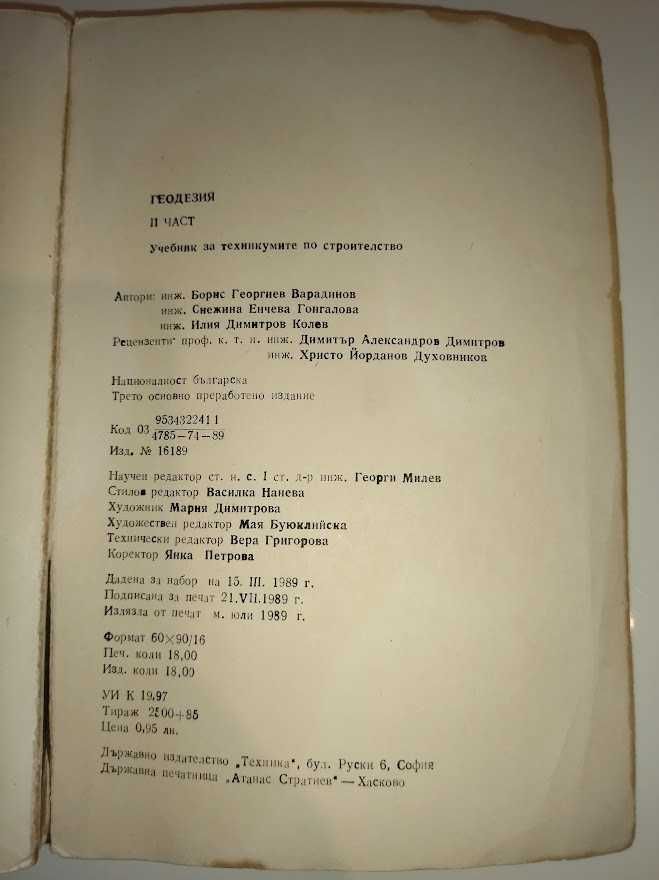 ГЕОДЕЗИЯ
II ЧАСТ
Учебник за техникумите по строителство
Автори: инж. Борис Георгиев Варадинов
инж. Снежина Енчева Гонгалова
инж. Илия Димитров Колев
Рецензенти: проф. к. т. н. инж. Димитър Александров Димитров
инж. Христо Йорданов Духовников
Националност българска
Трето основно преработено издание
Код 03 9534322411
4785—74—89
Изд. № 16189
Научен редактор ст. н. с. I ст. д-р инж. Георги Милев
Стилов редактор Василка Нанева
Художник Мария Димитрова
Художествен редактор Мая Буюклийска
Технически редактор Вера Григорова
Коректор Янка Петрова
Дадена за набор на 15. III. 1989 г.
Подписана за печат 21.VII.1989 г.
Излязла от печат м. юли 1989 г.
Формат 60×90/16
Печ. коли 18,00
Изд. коли 18,00
УИ К 19,97
Тираж 2500+85
Цена 0,95 лв.
Държавно издателство „Техника“, бул. Руски 6, София
Държавна печатница „Атанас Стратиев“ — Хасково